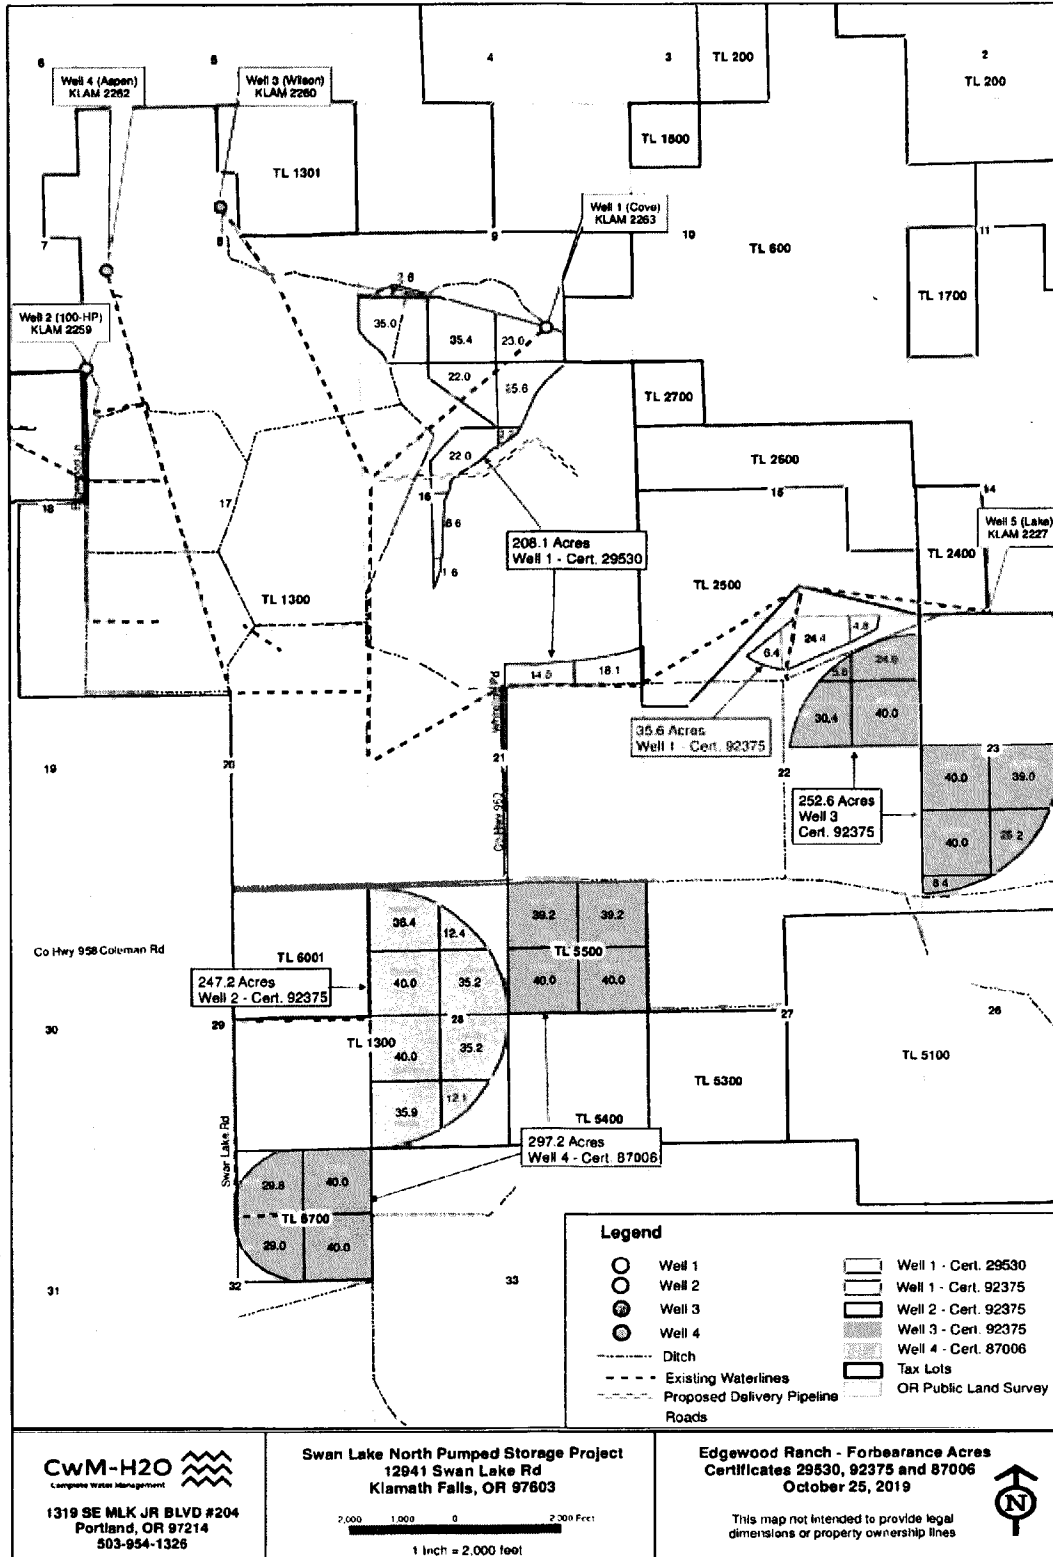 6
5
4
3
TL 200
2
TL 200
Well 4 (Aspen)
KLAM 2262
Well 3 (Wilson)
KLAM 2260
TL 1500
TL 1301
Well 1 (Cove)
KLAM 2263
7
8
9
10
11
TL 600
TL 1700
Well 2 (100-HP)
KLAM 2259
35.0
35.4
23.0
22.0
TL 2700
22.0
TL 2600
15
14
16
17
18
Well 5 (Lake)
KLAM 2227
208.1 Acres
Well 1 - Cert. 29530
TL 2400
TL 2500
TL 1300
6.4
24.4
4.8
18.1
30.4
40.0
35.6 Acres
Well 1 - Cert. 92375
19
20
21
22
23
40.0
39.0
252.6 Acres
Well 3
Cert. 92375
40.0
Co Hwy 958 Coleman Rd
36.4
12.4
39.2
39.2
TL 5500
TL 6001
247.2 Acres
Well 2 - Cert. 92375
40.0
35.2
40.0
40.0
30
29
28
27
26
TL 1300
40.0
35.2
TL 5100
TL 5300
35.9
12.1
TL 5400
Swan Lake Rd
297.2 Acres
Well 4 - Cert. 87006
29.8
40.0
29.0
40.0
31
32
33
Legend
Well 1
Well 2
Well 3
Well 4
Ditch
Existing Waterlines
Proposed Delivery Pipeline
Roads
Well 1 - Cert. 29530
Well 1 - Cert. 92375
Well 2 - Cert. 92375
Well 3 - Cert. 92375
Well 4 - Cert. 87006
Tax Lots
OR Public Land Survey
CwM-H2O
Complete Water Management
1319 SE MLK JR BLVD #204
Portland, OR 97214
503-954-1326
Swan Lake North Pumped Storage Project
12941 Swan Lake Rd
Klamath Falls, OR 97603
2,000 1,000 0 2,000 Feet
1 inch = 2,000 feet
Edgewood Ranch - Forbearance Acres
Certificates 29530, 92375 and 87006
October 25, 2019
This map not intended to provide legal
dimensions or property ownership lines
N